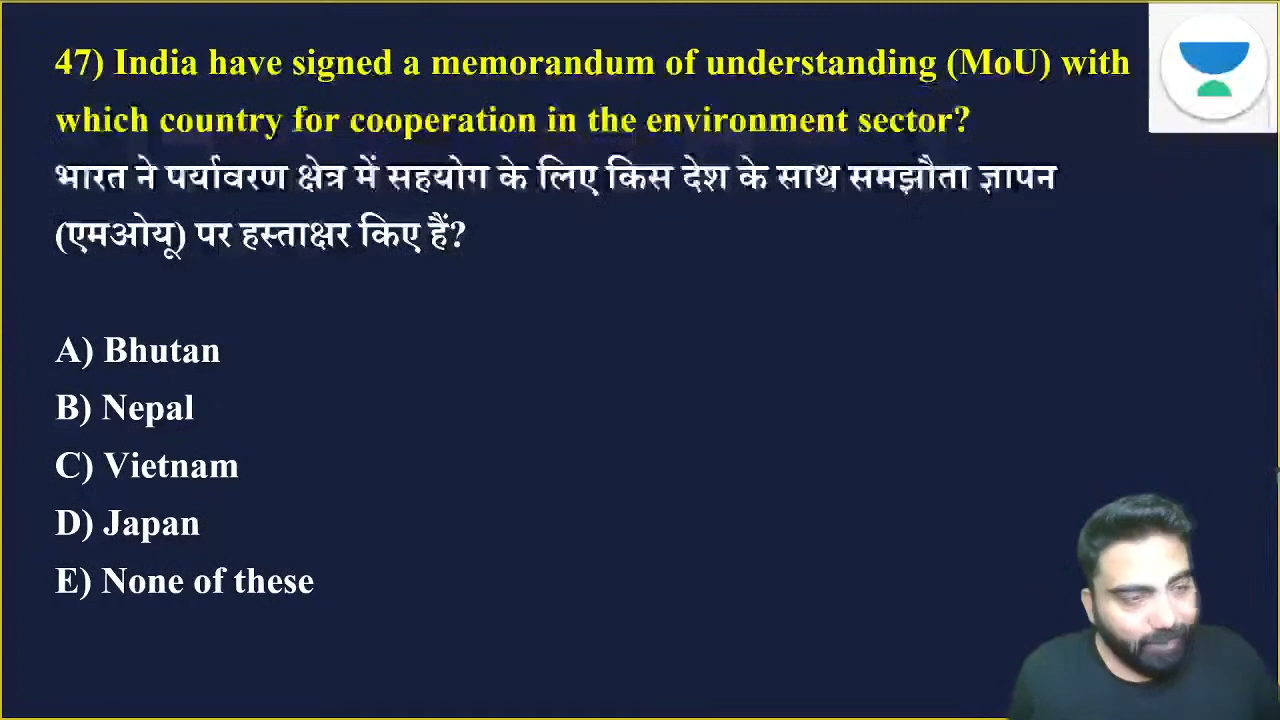 47) India have signed a memorandum of understanding (MoU) with
which country for cooperation in the environment sector?
भारत ने पर्यावरण क्षेत्र में सहयोग के लिए किस देश के साथ समझौता ज्ञापन
(एमओयू) पर हस्ताक्षर किए हैं?
A) Bhutan
B) Nepal
C) Vietnam
D) Japan
E) None of these